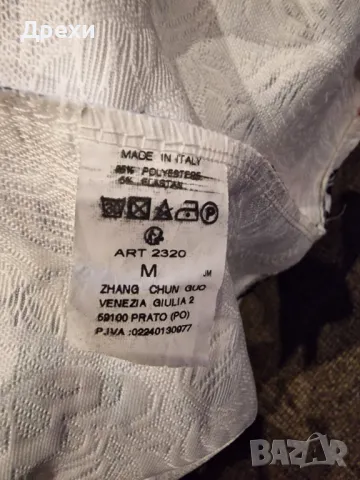 Дрехи
MADE IN ITALY
95% POLYESTERE
5% ELASTAN
P
ART 2320
M
JM
ZHANG CHUN GUO
VENEZIA GIULIA 2
59100 PRATO (PO)
P.IVA :02240130977
BAZAR